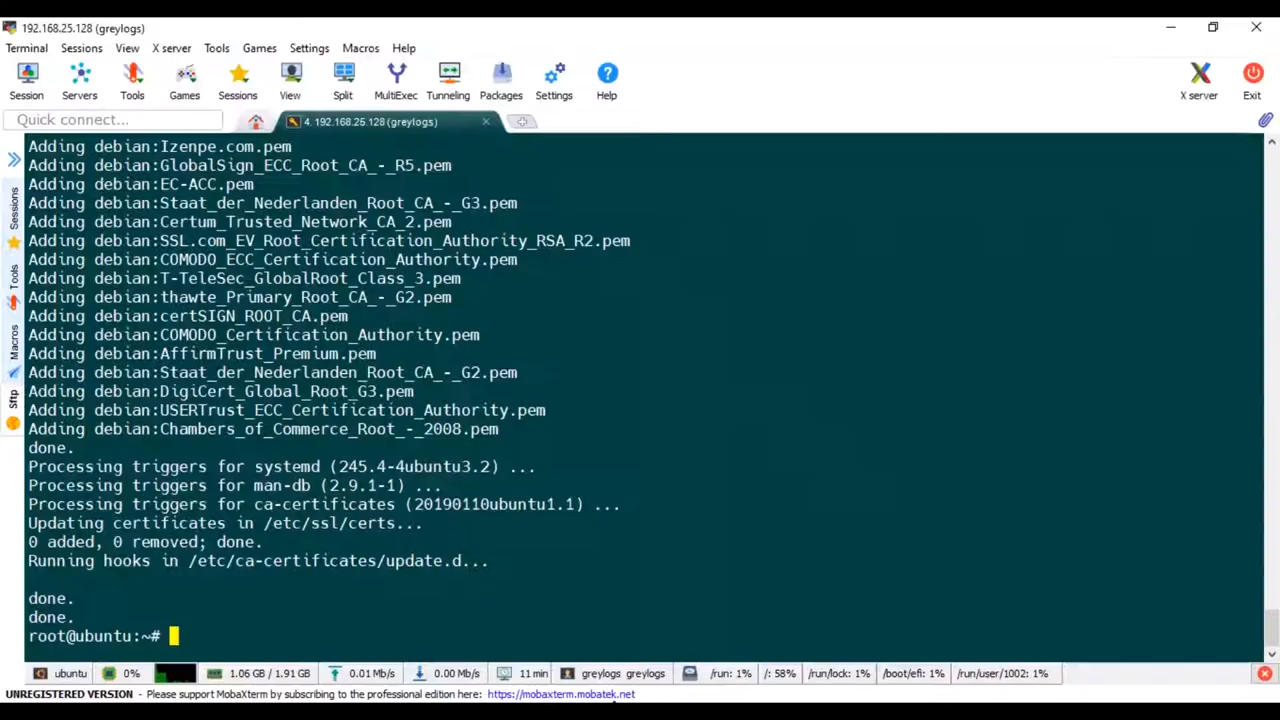 192.168.25.128 (greylogs)
Terminal Sessions View X server Tools Games Settings Macros Help
Session Servers Tools Games Sessions View Split MultiExec Tunneling Packages Settings Help X server Exit
Quick connect... 4. 192.168.25.128 (greylogs)
Adding debian:Izenpe.com.pem
Adding debian:GlobalSign_ECC_Root_CA_-_R5.pem
Adding debian:EC-ACC.pem
Adding debian:Staat_der_Nederlanden_Root_CA_-_G3.pem
Adding debian:Certum_Trusted_Network_CA_2.pem
Adding debian:SSL.com_EV_Root_Certification_Authority_RSA_R2.pem
Adding debian:COMODO_ECC_Certification_Authority.pem
Adding debian:T-TeleSec_GlobalRoot_Class_3.pem
Adding debian:thawte_Primary_Root_CA_-_G2.pem
Adding debian:certSIGN_ROOT_CA.pem
Adding debian:COMODO_Certification_Authority.pem
Adding debian:AffirmTrust_Premium.pem
Adding debian:Staat_der_Nederlanden_Root_CA_-_G2.pem
Adding debian:DigiCert_Global_Root_G3.pem
Adding debian:USERTrust_ECC_Certification_Authority.pem
Adding debian:Chambers_of_Commerce_Root_-_2008.pem
done.
Processing triggers for systemd (245.4-4ubuntu3.2) ...
Processing triggers for man-db (2.9.1-1) ...
Processing triggers for ca-certificates (20190110ubuntu1.1) ...
Updating certificates in /etc/ssl/certs...
0 added, 0 removed; done.
Running hooks in /etc/ca-certificates/update.d...
done.
done.
root@ubuntu:~#
Sessions
Tools
Macros
Sftp
ubuntu 0% 1.06 GB / 1.91 GB 0.01 Mb/s 0.00 Mb/s 11 min greylogs greylogs /run: 1% /: 58% /run/lock: 1% /boot/efi: 1% /run/user/1002: 1%
UNREGISTERED VERSION - Please support MobaXterm by subscribing to the professional edition here: https://mobaxterm.mobatek.net